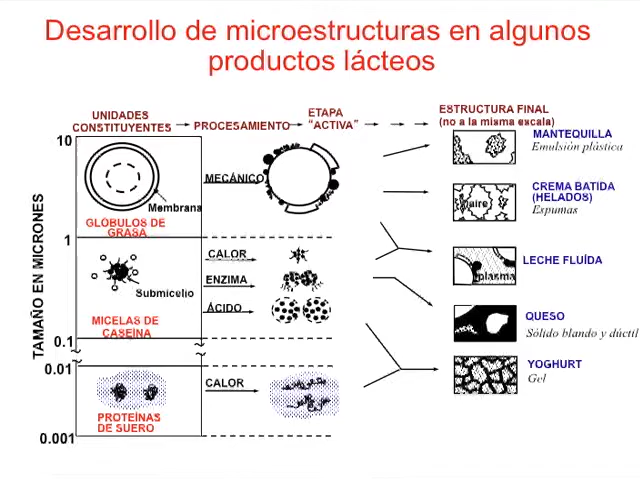 Desarrollo de microestructuras en algunos
productos lácteos
UNIDADES
CONSTITUYENTES
PROCESAMIENTO
ETAPA
"ACTIVA"
ESTRUCTURA FINAL
(no a la misma escala)
TAMAÑO EN MICRONES
10
1
0.1
0.01
0.001
Membrana
GLÓBULOS DE
GRASA
Submicelio
MICELAS DE
CASEÍNA
PROTEÍNAS
DE SUERO
MECÁNICO
CALOR
ENZIMA
ÁCIDO
CALOR
MANTEQUILLA
Emulsión plástica
aire
CREMA BATIDA
(HELADOS)
Espumas
plasma
LECHE FLUÍDA
QUESO
Sólido blando y dúctil
YOGHURT
Gel